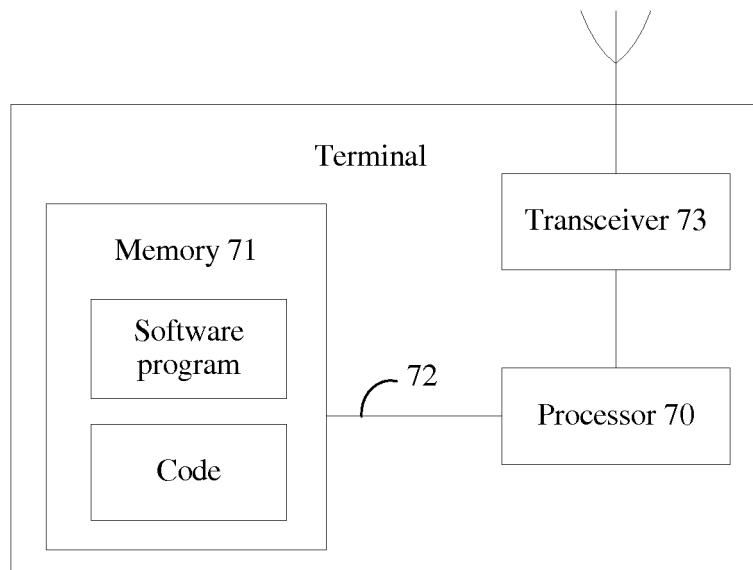 Terminal
Transceiver 73
Memory 71
Software
program
72
Processor 70
Code